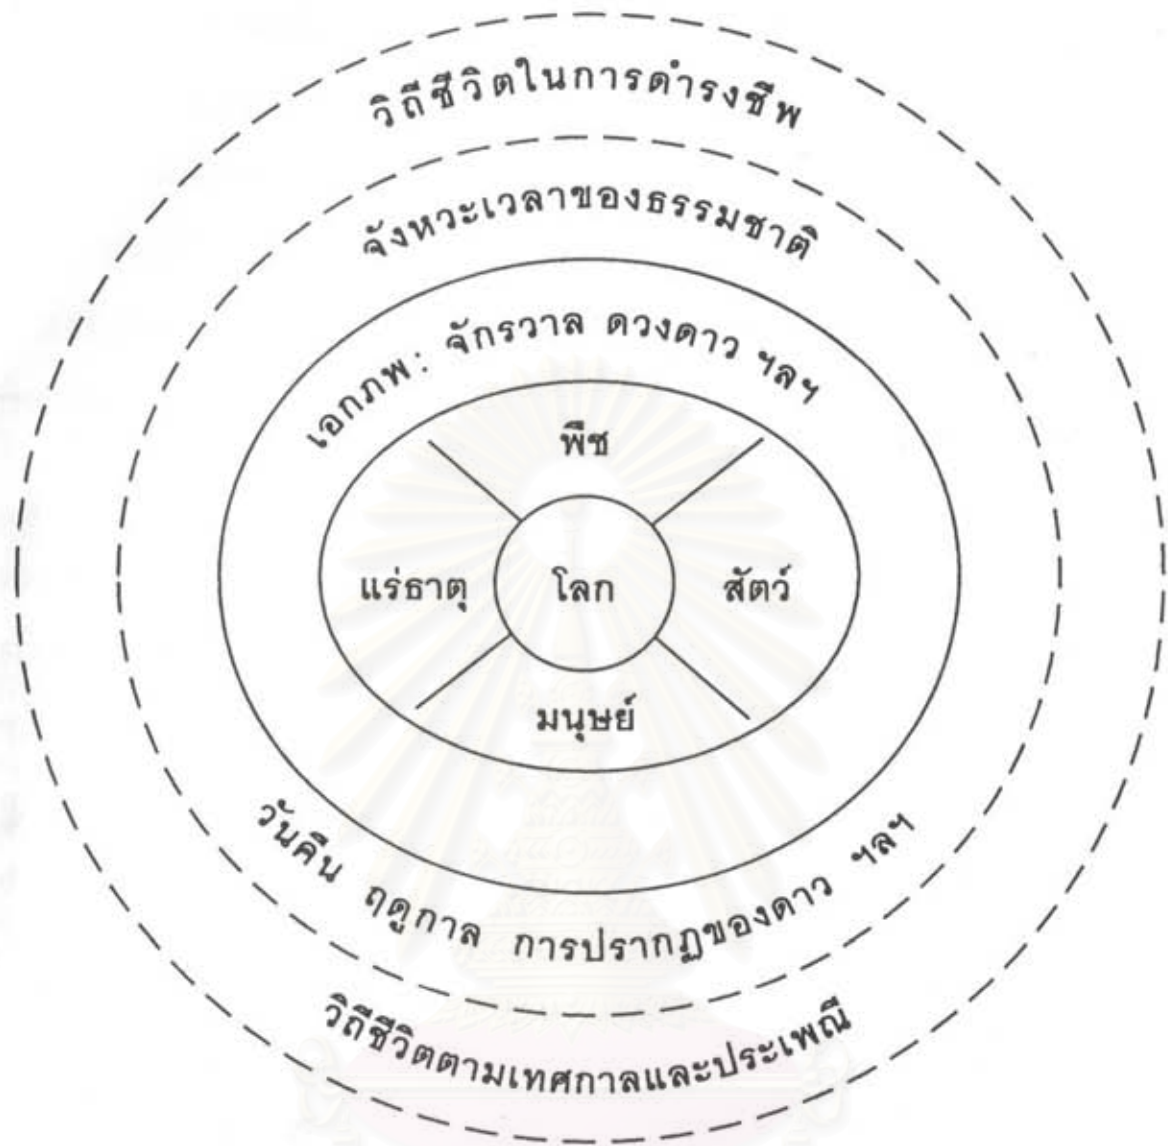 วิถีชีวิตในการดำรงชีพ
จังหวะเวลาของธรรมชาติ
เอกภพ: จักรวาล ดวงดาว ฯลฯ
พืช
แร่ธาตุ
โลก
สัตว์
มนุษย์
วันคืน ฤดูกาล การปรากฏของดาว ฯลฯ
วิถีชีวิตตามเทศกาลและประเพณี